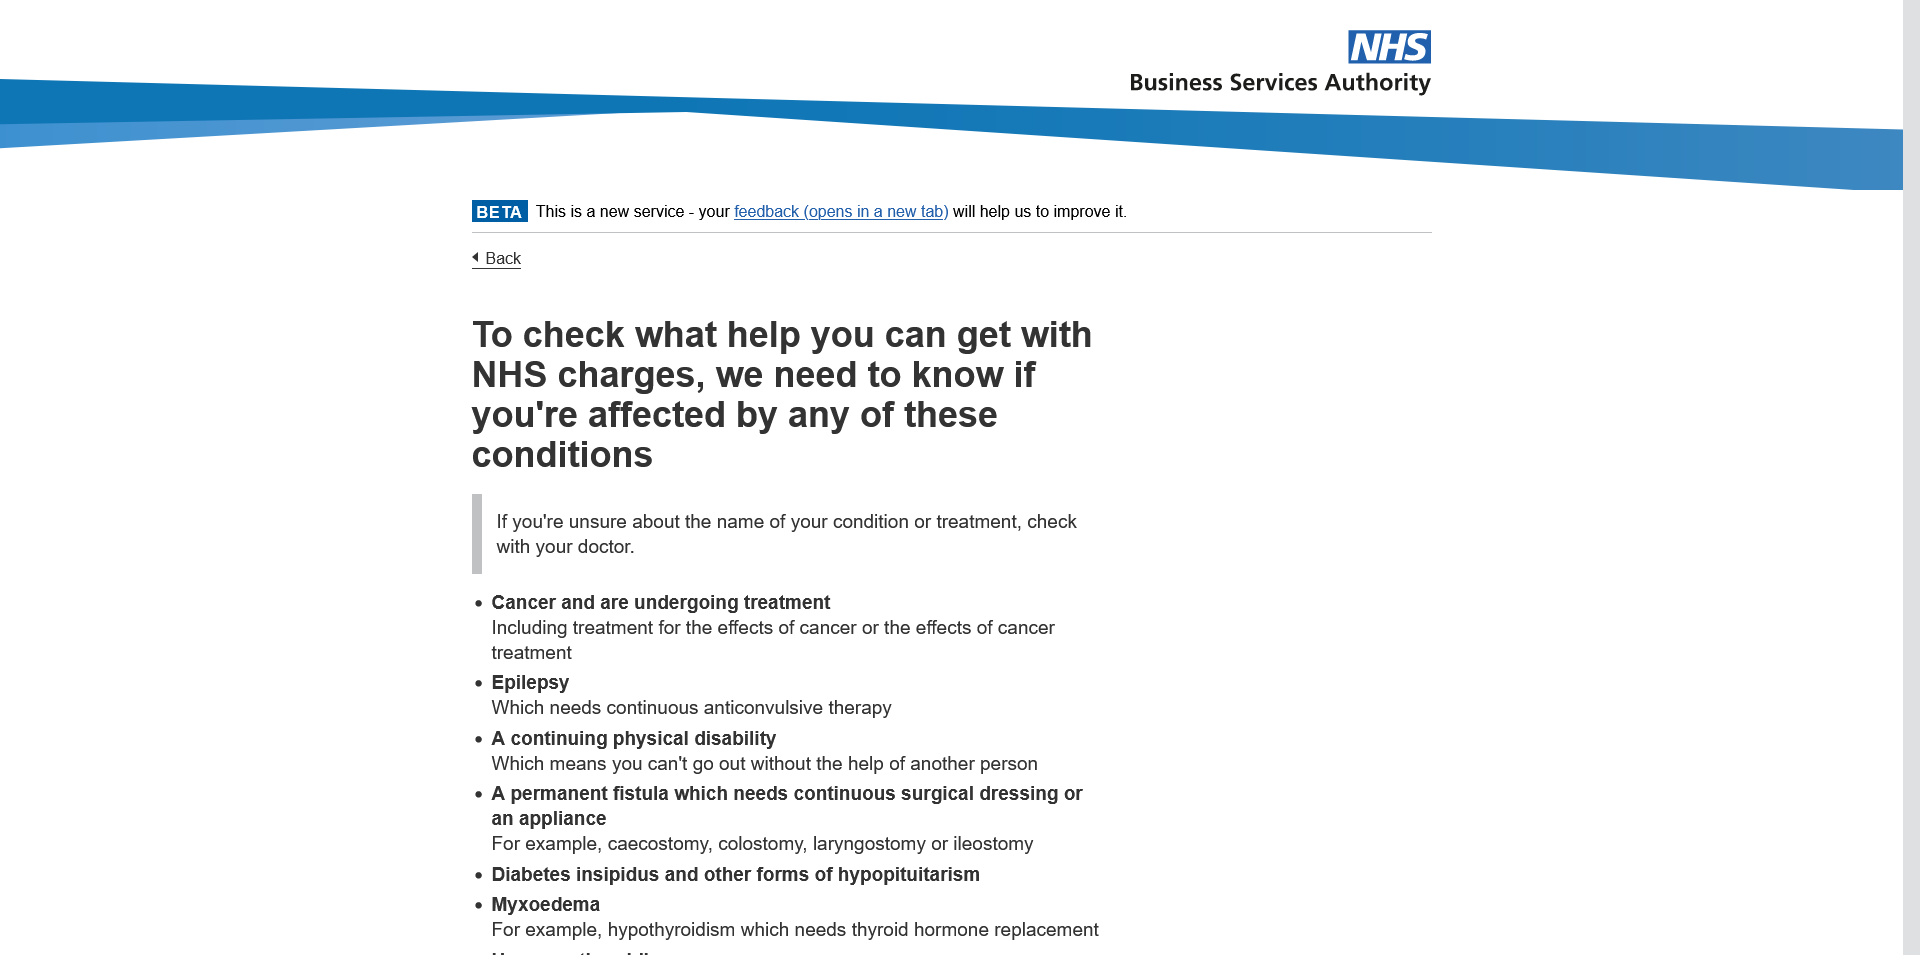 NHS
Business Services Authority
BETA This is a new service - your feedback (opens in a new tab) will help us to improve it.
Back
To check what help you can get with
NHS charges, we need to know if
you're affected by any of these
conditions
If you're unsure about the name of your condition or treatment, check
with your doctor.
• Cancer and are undergoing treatment
Including treatment for the effects of cancer or the effects of cancer
treatment
• Epilepsy
Which needs continuous anticonvulsive therapy
• A continuing physical disability
Which means you can't go out without the help of another person
• A permanent fistula which needs continuous surgical dressing or
an appliance
For example, caecostomy, colostomy, laryngostomy or ileostomy
• Diabetes insipidus and other forms of hypopituitarism
• Myxoedema
For example, hypothyroidism which needs thyroid hormone replacement